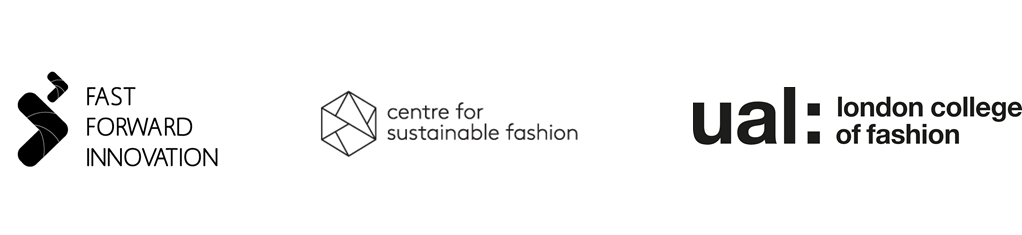 FAST
FORWARD
INNOVATION
centre for
sustainable fashion
ual: london college
of fashion